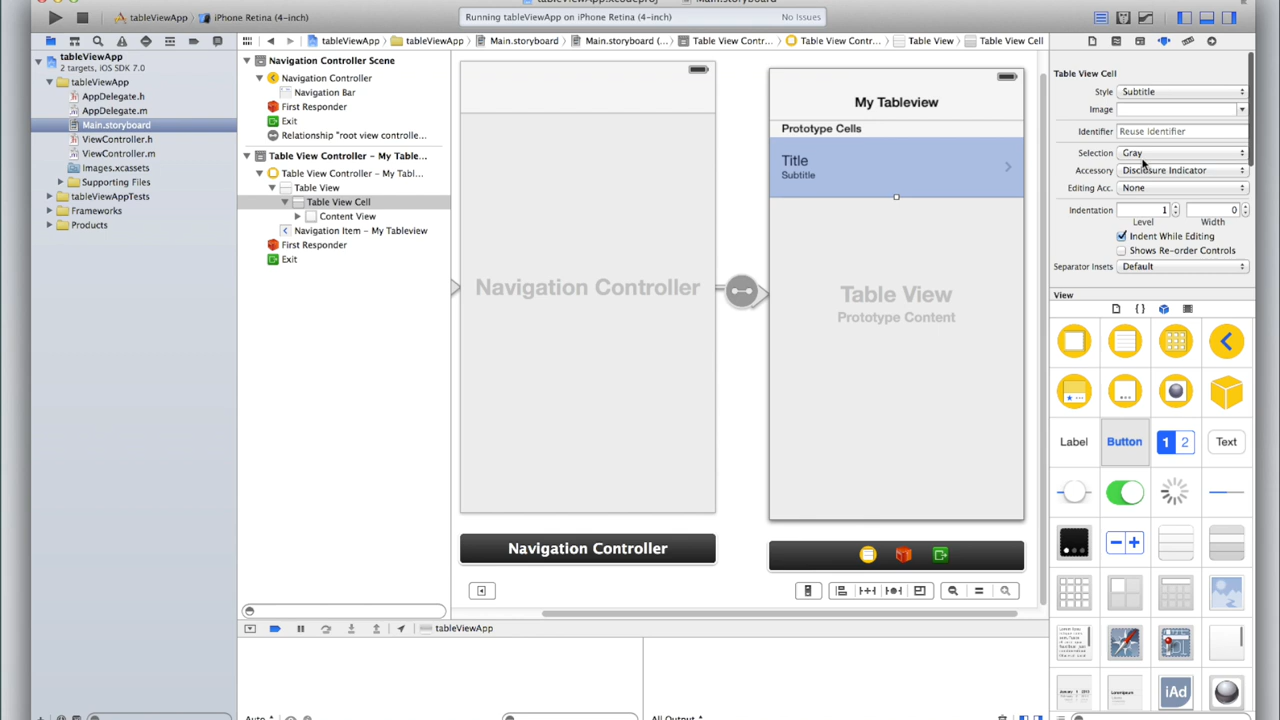 tableViewApp.xcodeproj
Main.storyboard
tableViewApp
iPhone Retina (4-inch)
Running tableViewApp on iPhone Retina (4-inch)
No Issues
tableViewApp
tableViewApp
Main.storyboard
Main.storyboard (...
Table View Contr...
Table View Contr...
Table View
Table View Cell
tableViewApp
2 targets, iOS SDK 7.0
tableViewApp
AppDelegate.h
AppDelegate.m
Main.storyboard
ViewController.h
ViewController.m
Images.xcassets
Supporting Files
tableViewAppTests
Frameworks
Products
Navigation Controller Scene
Navigation Controller
Navigation Bar
First Responder
Exit
Relationship "root view controlle...
Table View Controller – My Table...
Table View Controller – My Tabl...
Table View
Table View Cell
Content View
Navigation Item – My Tableview
First Responder
Exit
Navigation Controller
Navigation Controller
My Tableview
Prototype Cells
Title
Subtitle
Table View
Prototype Content
Table View Cell
Style
Subtitle
Image
Identifier
Reuse Identifier
Selection
Gray
Accessory
Disclosure Indicator
Editing Acc.
None
Indentation
1
0
Level
Width
Indent While Editing
Shows Re-order Controls
Separator Insets
Default
View
Label
Button
1
2
Text
iAd
tableViewApp
Auto
All Output